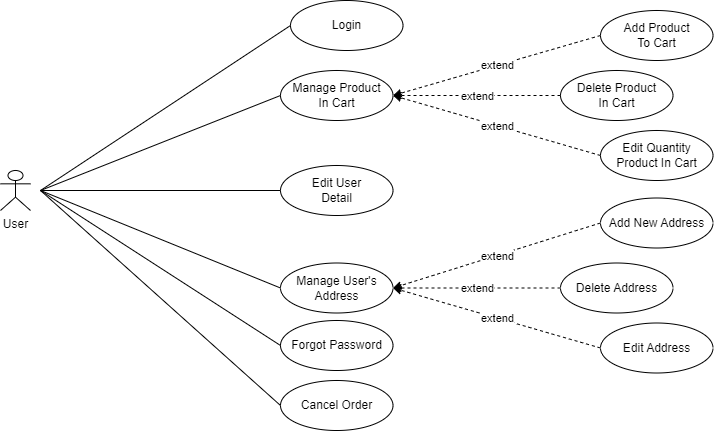 Login
Add Product
To Cart
extend
Manage Product
In Cart
extend
Delete Product
In Cart
extend
Edit Quantity
Product In Cart
User
Edit User
Detail
Add New Address
extend
Manage User's
Address
extend
Delete Address
extend
Edit Address
Forgot Password
Cancel Order